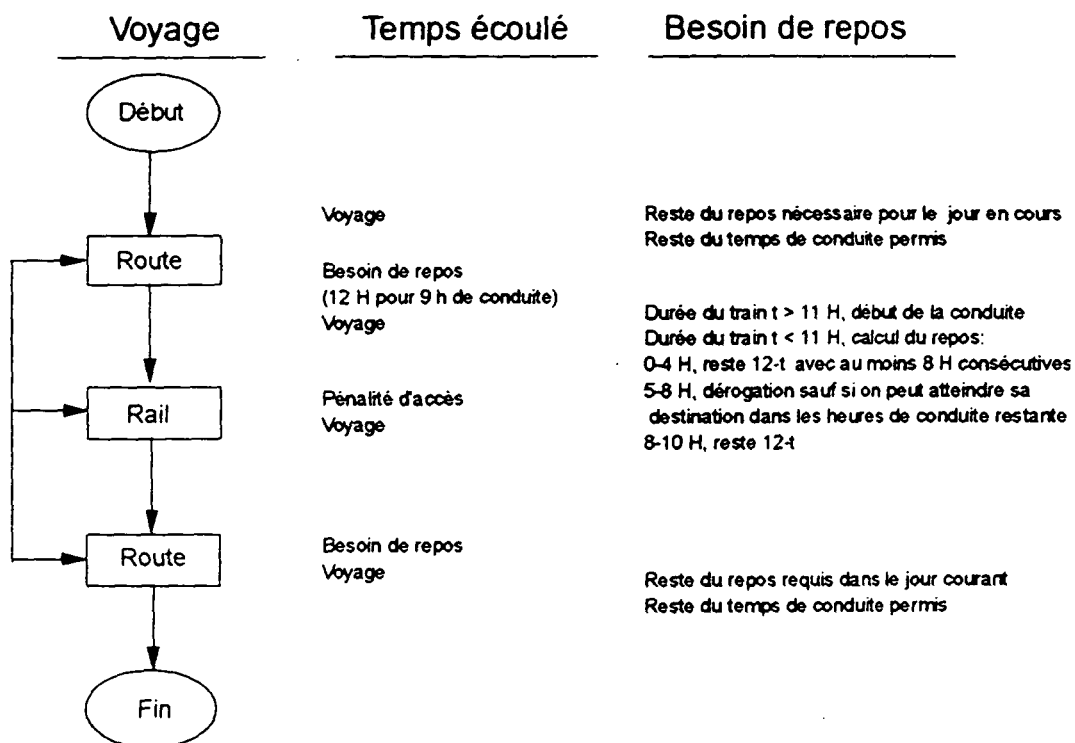 Voyage
Temps écoulé
Besoin de repos
Début
Voyage
Reste du repos nécessaire pour le jour en cours
Reste du temps de conduite permis
Route
Besoin de repos
(12 H pour 9 h de conduite)
Voyage
Durée du train t > 11 H, début de la conduite
Durée du train t < 11 H, calcul du repos:
0-4 H, reste 12-t avec au moins 8 H consécutives
5-8 H, dérogation sauf si on peut atteindre sa
destination dans les heures de conduite restante
8-10 H, reste 12-t
Rail
Pénalité d'accès
Voyage
Route
Besoin de repos
Voyage
Reste du repos requis dans le jour courant
Reste du temps de conduite permis
Fin